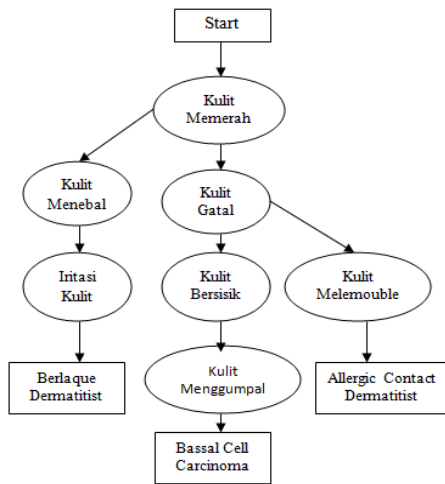 Start
Kulit
Memerah
Kulit
Menebal
Kulit
Gatal
Iritasi
Kulit
Kulit
Bersisik
Kulit
Melemouble
Berlaque
Dermatitist
Kulit
Menggumpal
Allergic Contact
Dermatitist
Bassal Cell
Carcinoma